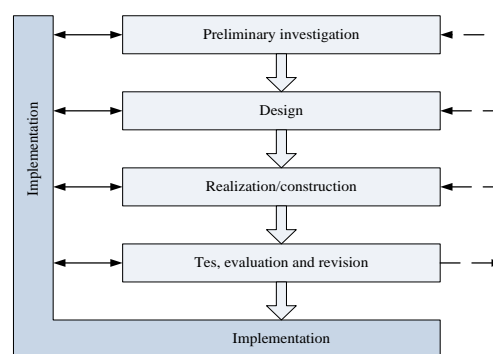 Preliminary investigation
Implementation
Design
Realization/construction
Tes, evaluation and revision
Implementation